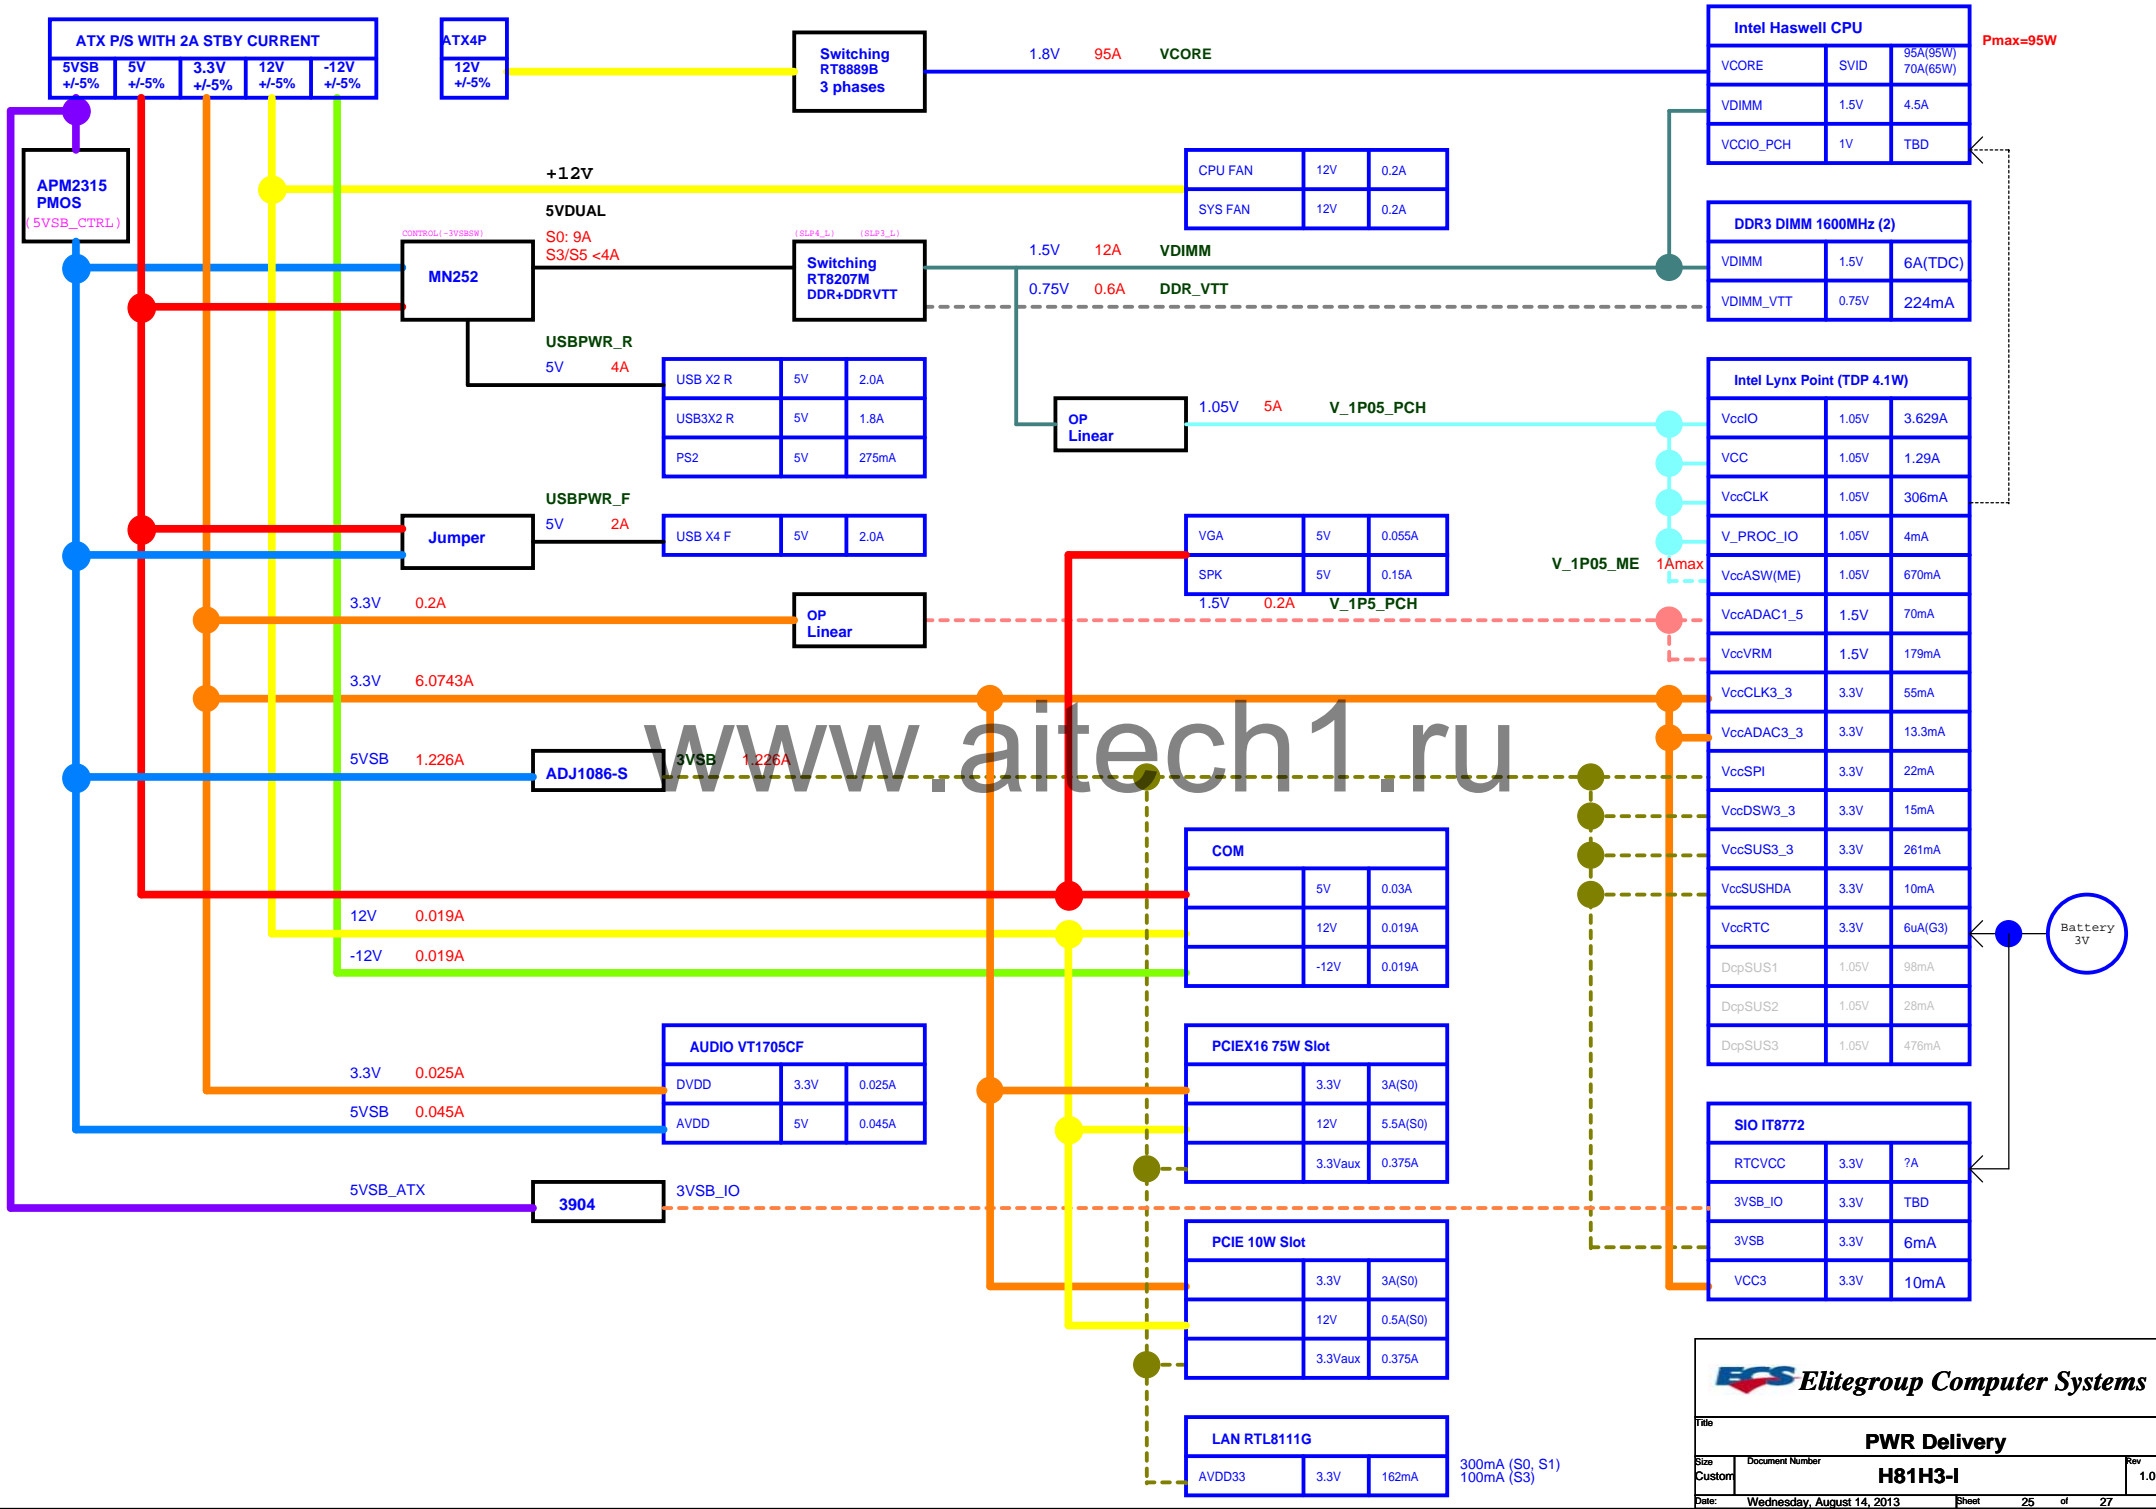 ATX P/S WITH 2A STBY CURRENT
5VSB +/-5%
5V +/-5%
3.3V +/-5%
12V +/-5%
-12V +/-5%
ATX4P
12V +/-5%
Switching
RT8889B
3 phases
1.8V 95A VCORE
Intel Haswell CPU
Pmax=95W
VCORE SVID 95A(95W) 70A(65W)
VDIMM 1.5V 4.5A
VCCIO_PCH 1V TBD
APM2315
PMOS
(5VSB_CTRL)
+12V
CPU FAN 12V 0.2A
SYS FAN 12V 0.2A
5VDUAL
S0: 9A
S3/S5 <4A
CONTROL(-3VSBSW)
MN252
(SLP4_L) (SLP3_L)
Switching
RT8207M
DDR+DDRVTT
1.5V 12A VDIMM
0.75V 0.6A DDR_VTT
DDR3 DIMM 1600MHz (2)
VDIMM 1.5V 6A(TDC)
VDIMM_VTT 0.75V 224mA
USBPWR_R
5V 4A
USB X2 R 5V 2.0A
USB3X2 R 5V 1.8A
PS2 5V 275mA
OP
Linear
1.05V 5A V_1P05_PCH
Intel Lynx Point (TDP 4.1W)
VccIO 1.05V 3.629A
VCC 1.05V 1.29A
VccCLK 1.05V 306mA
V_PROC_IO 1.05V 4mA
VccASW(ME) 1.05V 670mA
VccADAC1_5 1.5V 70mA
VccVRM 1.5V 179mA
VccCLK3_3 3.3V 55mA
VccADAC3_3 3.3V 13.3mA
VccSPI 3.3V 22mA
VccDSW3_3 3.3V 15mA
VccSUS3_3 3.3V 261mA
VccSUSHDA 3.3V 10mA
VccRTC 3.3V 6uA(G3)
DcpSUS1 1.05V 98mA
DcpSUS2 1.05V 28mA
DcpSUS3 1.05V 476mA
Battery
3V
USBPWR_F
5V 2A
Jumper
USB X4 F 5V 2.0A
VGA 5V 0.055A
SPK 5V 0.15A
V_1P05_ME 1Amax
3.3V 0.2A
OP
Linear
1.5V 0.2A V_1P5_PCH
3.3V 6.0743A
www.aitech1.ru
5VSB 1.226A
ADJ1086-S
3VSB 1.226A
COM
5V 0.03A
12V 0.019A
-12V 0.019A
12V 0.019A
-12V 0.019A
AUDIO VT1705CF
DVDD 3.3V 0.025A
AVDD 5V 0.045A
3.3V 0.025A
5VSB 0.045A
PCIEX16 75W Slot
3.3V 3A(S0)
12V 5.5A(S0)
3.3Vaux 0.375A
SIO IT8772
RTCVCC 3.3V ?A
3VSB_IO 3.3V TBD
3VSB 3.3V 6mA
VCC3 3.3V 10mA
5VSB_ATX
3904
3VSB_IO
PCIE 10W Slot
3.3V 3A(S0)
12V 0.5A(S0)
3.3Vaux 0.375A
LAN RTL8111G
AVDD33 3.3V 162mA
300mA (S0, S1)
100mA (S3)
ECS Elitegroup Computer Systems
Title
PWR Delivery
Size
Custom
Document Number
H81H3-I
Rev
1.0
Date: Wednesday, August 14, 2013 Sheet 25 of 27